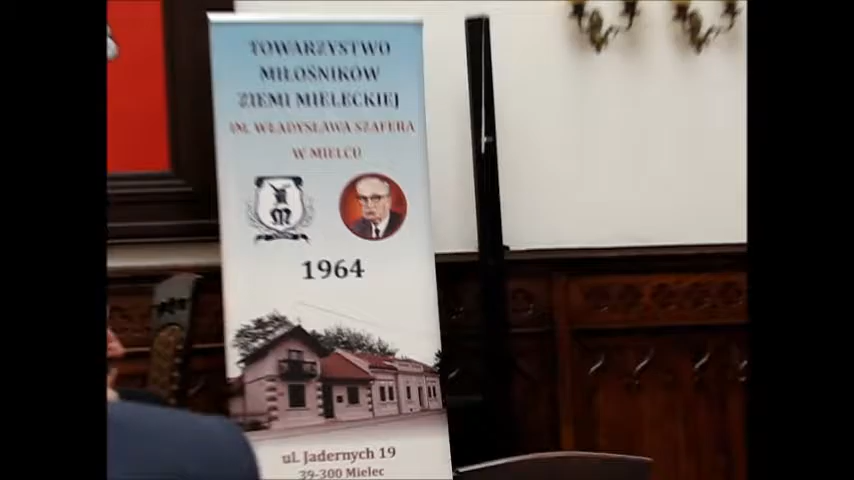 TOWARZYSTWO
MIŁOŚNIKÓW
ZIEMI MIELECKIEJ
IM. WŁADYSŁAWA SZAFERA
W MIELCU
M
1964
ul. Jadernych 19
39-300 Mielec